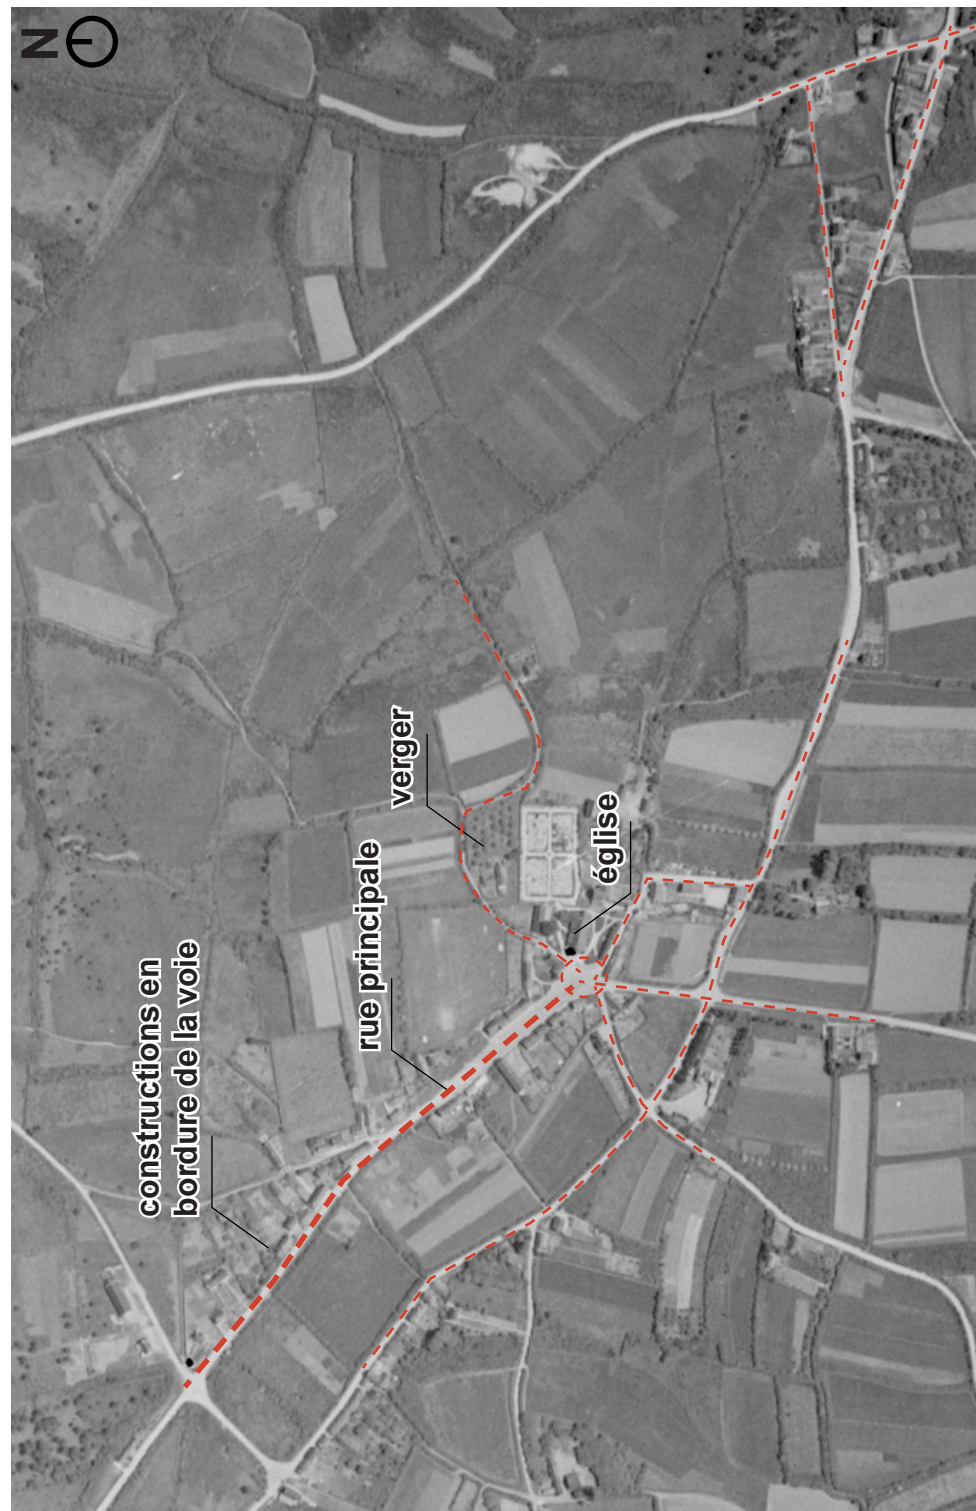 N
constructions en
bordure de la voie
rue principale
verger
église